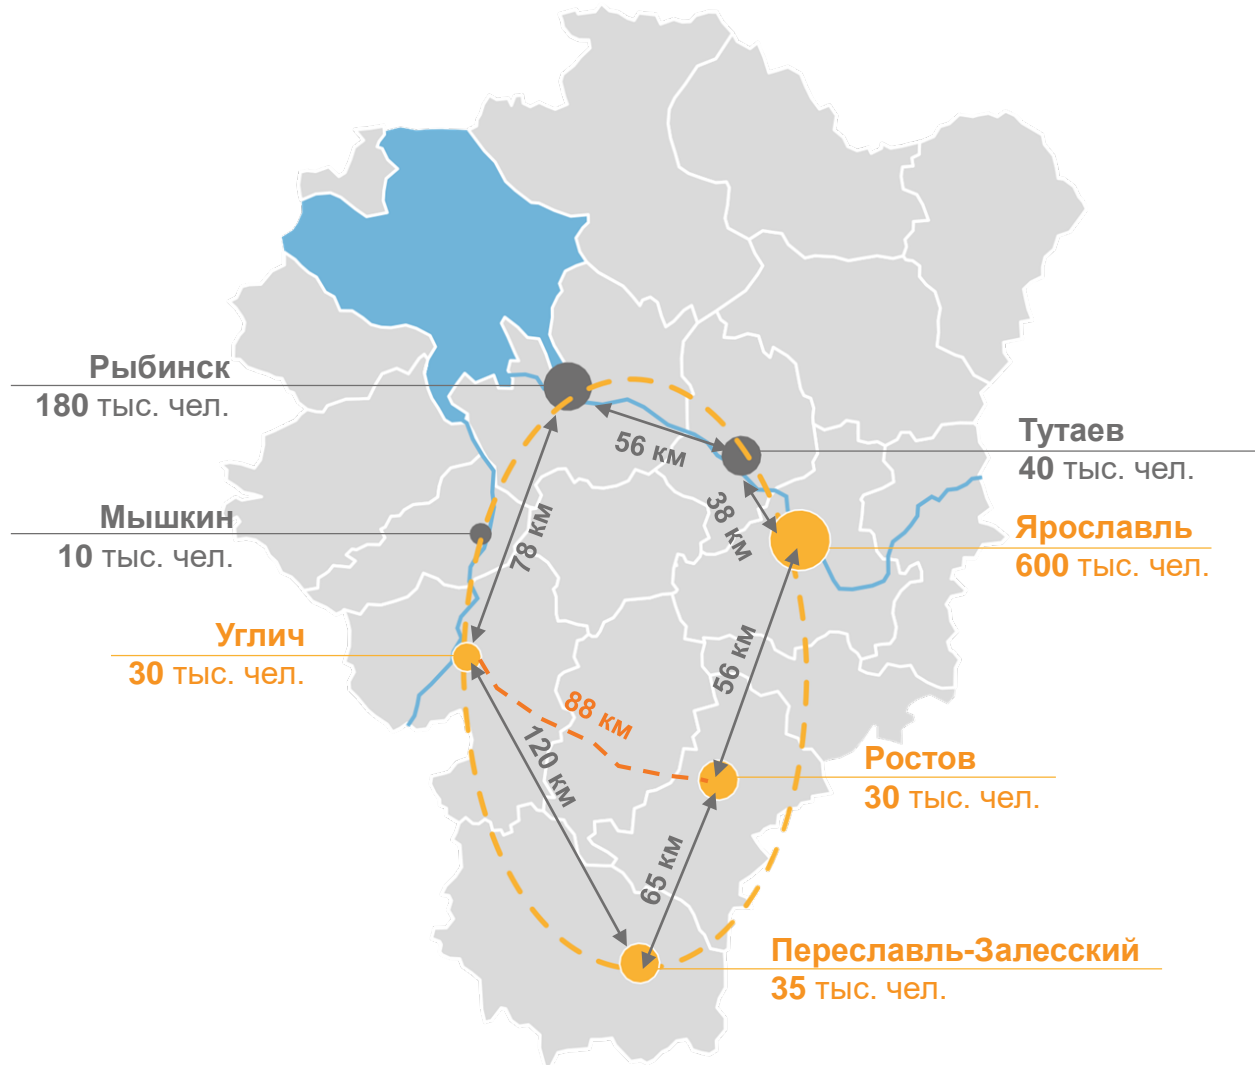 Рыбинск
180 тыс. чел.
56 км
Тутаев
40 тыс. чел.
Мышкин
10 тыс. чел.
78 км
38 км
Ярославль
600 тыс. чел.
Углич
30 тыс. чел.
56 км
88 км
120 км
Ростов
30 тыс. чел.
65 км
Переславль-Залесский
35 тыс. чел.